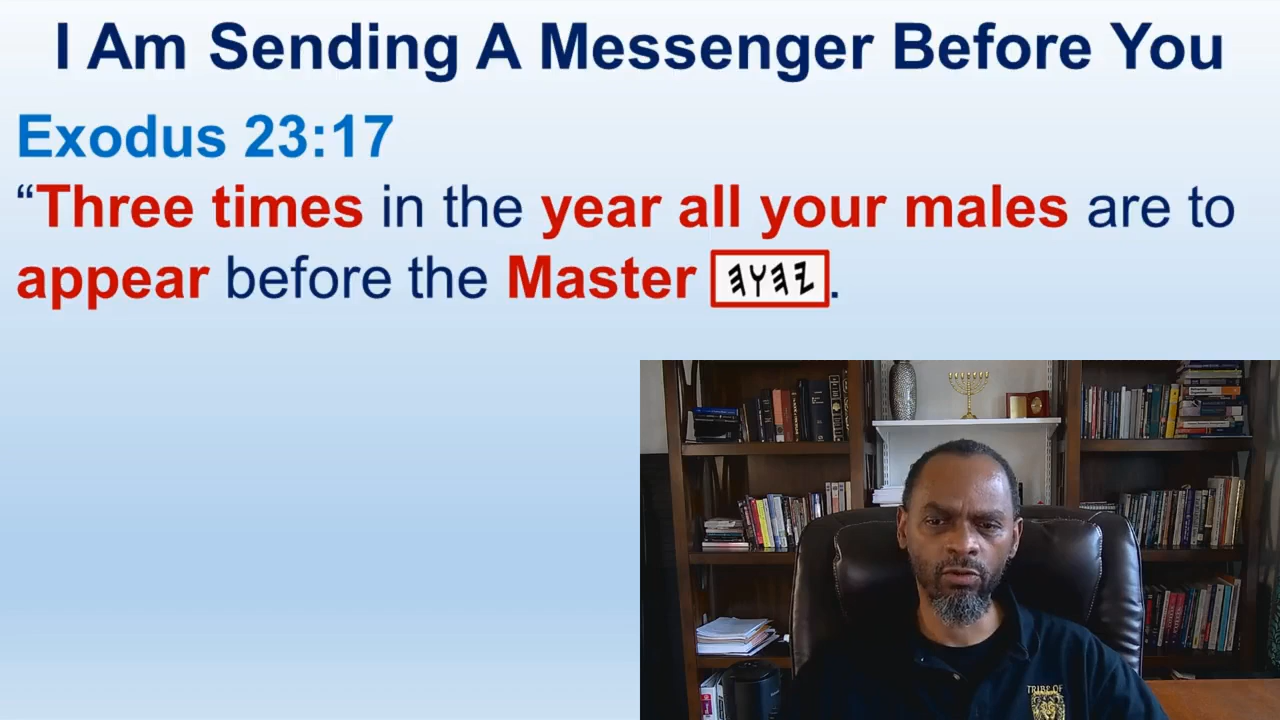 I Am Sending A Messenger Before You
Exodus 23:17
“Three times in the year all your males are to
appear before the Master 𐤉𐤄𐤅𐤄.
TRIBE OF